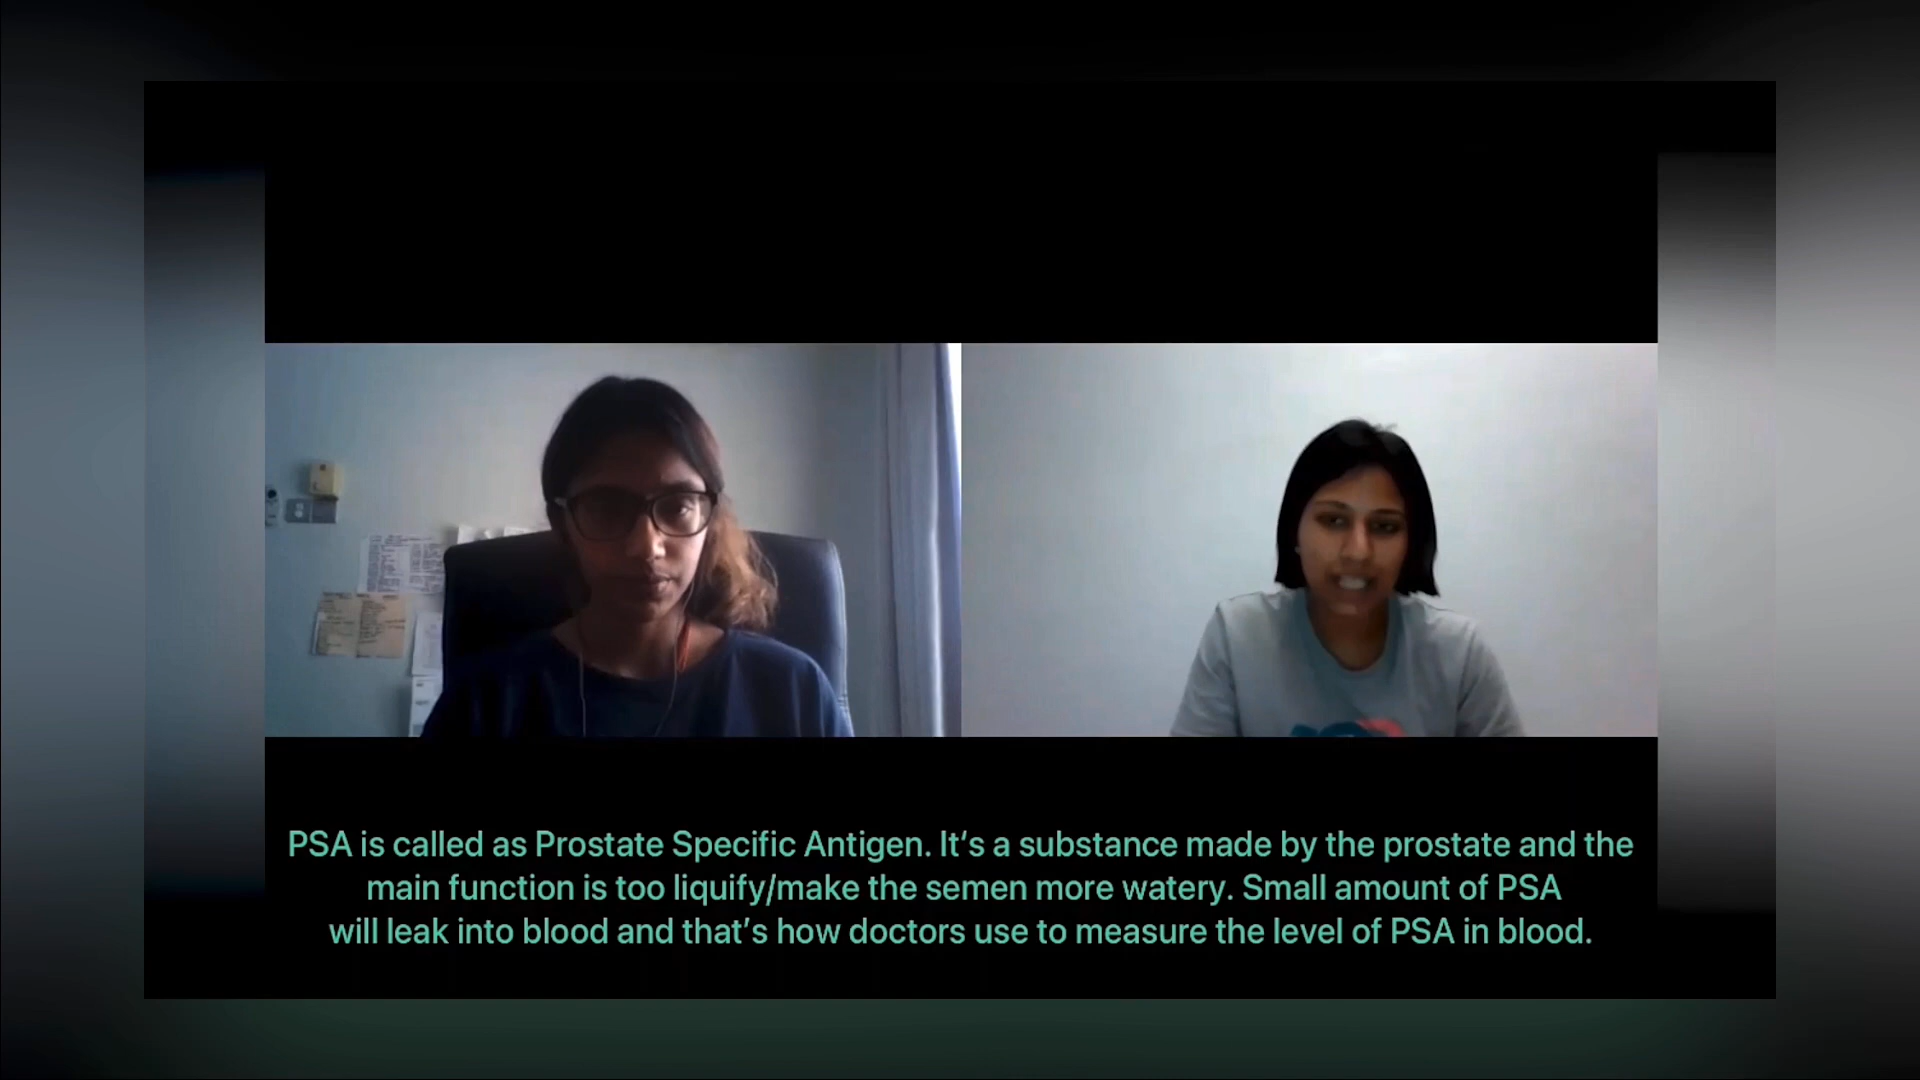 PSA is called as Prostate Specific Antigen. It‘s a substance made by the prostate and the
main function is too liquify/make the semen more watery. Small amount of PSA
will leak into blood and that’s how doctors use to measure the level of PSA in blood.